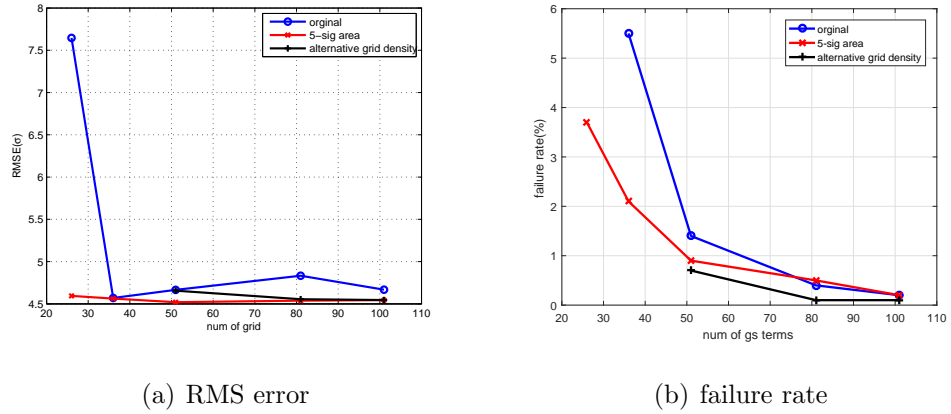 8
7.5
7
6.5
6
5.5
5
4.5
RMSE(σ)
20 30 40 50 60 70 80 90 100 110
num of grid
orginal
5−sig area
alternative grid density
(a) RMS error
6
5
4
3
2
1
0
failure rate(%)
20 30 40 50 60 70 80 90 100 110
num of gs terms
orginal
5-sig area
alternative grid density
(b) failure rate